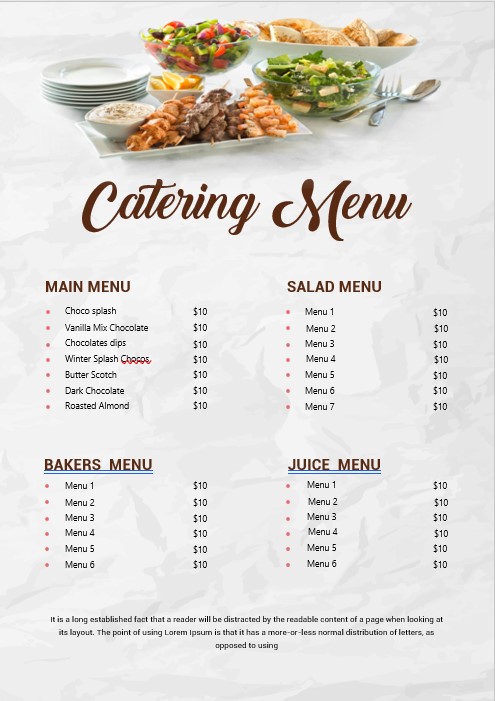 Catering Menu
MAIN MENU
Choco splash $10
Vanilla Mix Chocolate $10
Chocolates dips $10
Winter Splash Chocos $10
Butter Scotch $10
Dark Chocolate $10
Roasted Almond $10
SALAD MENU
Menu 1 $10
Menu 2 $10
Menu 3 $10
Menu 4 $10
Menu 5 $10
Menu 6 $10
Menu 7 $10
BAKERS MENU
Menu 1 $10
Menu 2 $10
Menu 3 $10
Menu 4 $10
Menu 5 $10
Menu 6 $10
JUICE MENU
Menu 1 $10
Menu 2 $10
Menu 3 $10
Menu 4 $10
Menu 5 $10
Menu 6 $10
It is a long established fact that a reader will be distracted by the readable content of a page when looking at
its layout. The point of using Lorem Ipsum is that it has a more-or-less normal distribution of letters, as
opposed to using